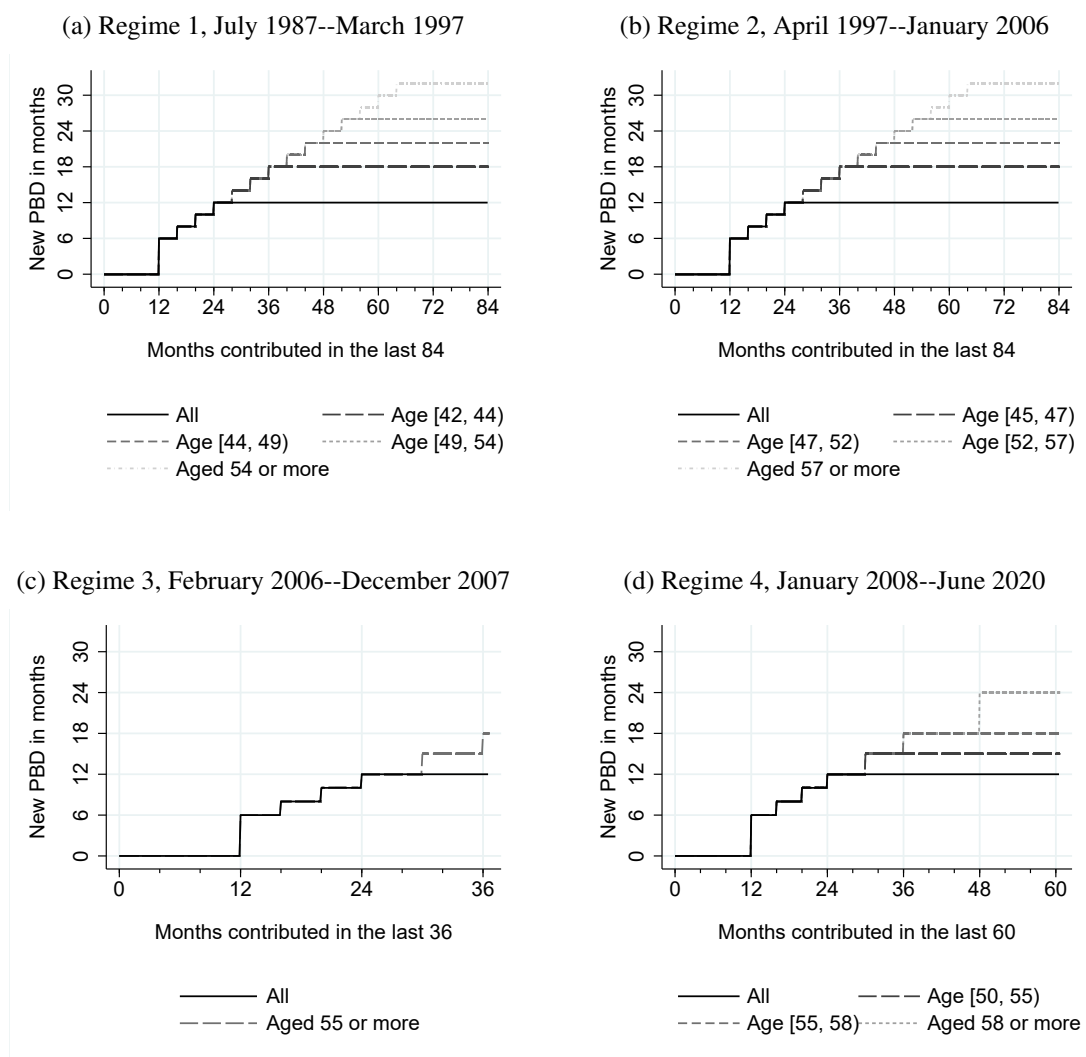 (a) Regime 1, July 1987--March 1997
New PBD in months
0 6 12 18 24 30
0 12 24 36 48 60 72 84
Months contributed in the last 84
All
Age [42, 44)
Age [44, 49)
Age [49, 54)
Aged 54 or more
(b) Regime 2, April 1997--January 2006
New PBD in months
0 6 12 18 24 30
0 12 24 36 48 60 72 84
Months contributed in the last 84
All
Age [45, 47)
Age [47, 52)
Age [52, 57)
Aged 57 or more
(c) Regime 3, February 2006--December 2007
New PBD in months
0 6 12 18 24 30
0 12 24 36
Months contributed in the last 36
All
Aged 55 or more
(d) Regime 4, January 2008--June 2020
New PBD in months
0 6 12 18 24 30
0 12 24 36 48 60
Months contributed in the last 60
All
Age [50, 55)
Age [55, 58)
Aged 58 or more